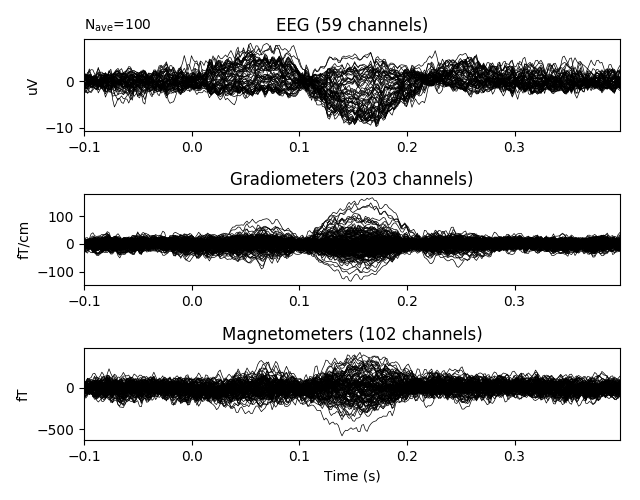 N_ave=100
EEG (59 channels)
uV
0
−10
−0.1 0.0 0.1 0.2 0.3
Gradiometers (203 channels)
fT/cm
100
0
−100
−0.1 0.0 0.1 0.2 0.3
Magnetometers (102 channels)
fT
0
−500
−0.1 0.0 0.1 0.2 0.3
Time (s)